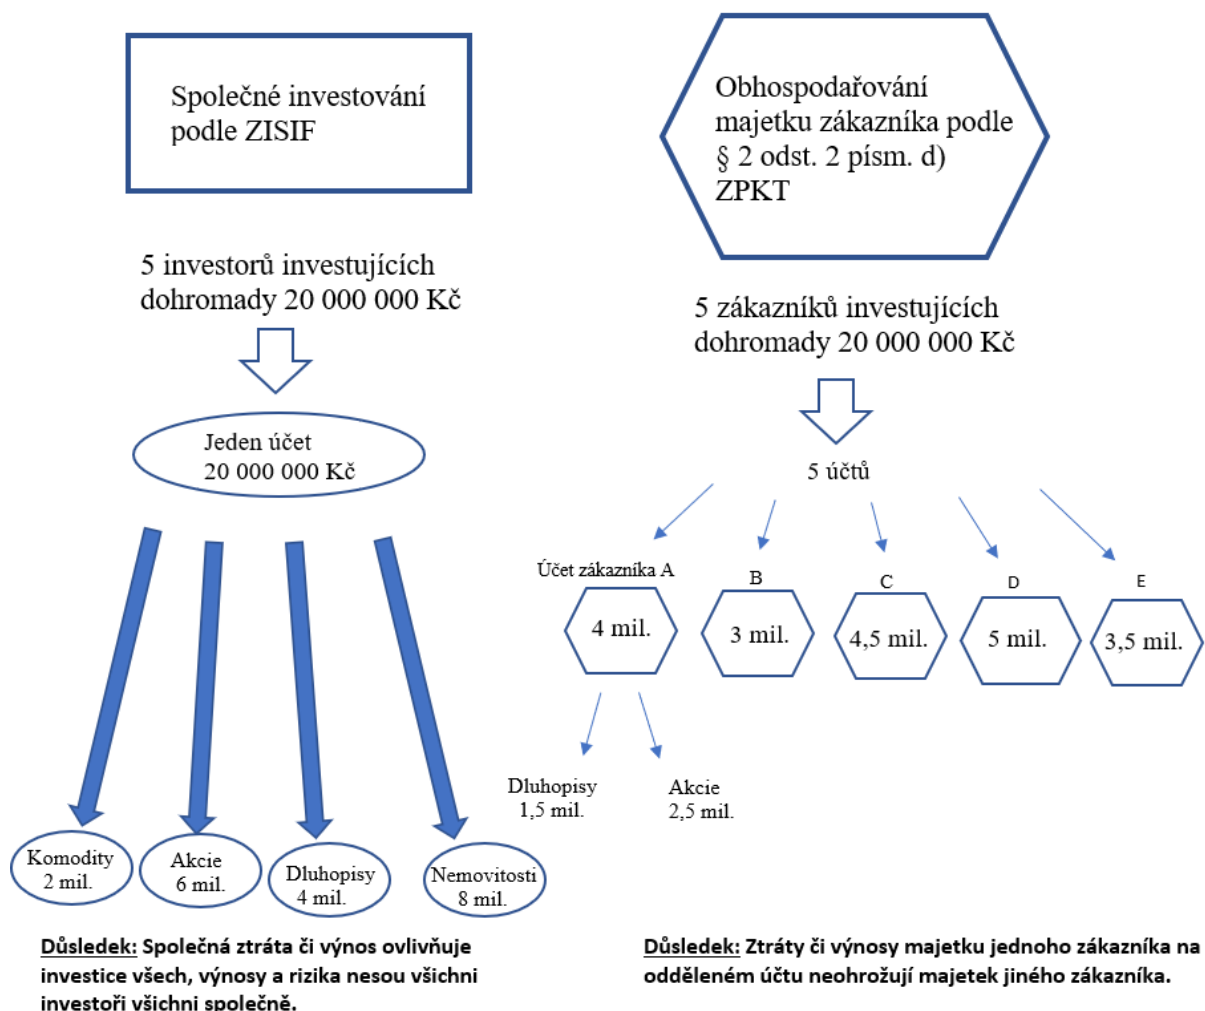 Společné investování
podle ZISIF
5 investorů investujících
dohromady 20 000 000 Kč
Jeden účet
20 000 000 Kč
Komodity
2 mil.
Akcie
6 mil.
Dluhopisy
4 mil.
Nemovitosti
8 mil.
Důsledek: Společná ztráta či výnos ovlivňuje
investice všech, výnosy a rizika nesou všichni
investoři všichni společně.
Obhospodařování
majetku zákazníka podle
§ 2 odst. 2 písm. d)
ZPKT
5 zákazníků investujících
dohromady 20 000 000 Kč
5 účtů
Účet zákazníka A
4 mil.
B
3 mil.
C
4,5 mil.
D
5 mil.
E
3,5 mil.
Dluhopisy
1,5 mil.
Akcie
2,5 mil.
Důsledek: Ztráty či výnosy majetku jednoho zákazníka na
odděleném účtu neohrožují majetek jiného zákazníka.